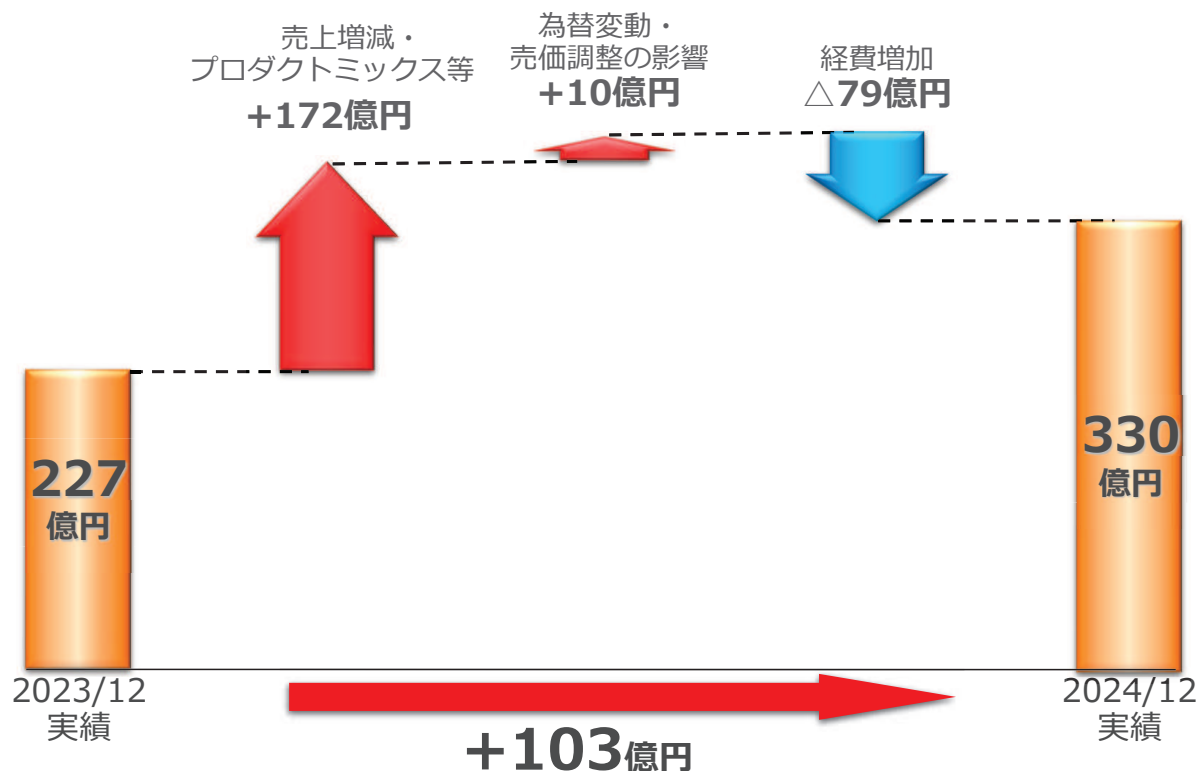 売上増減・
プロダクトミックス等
+172億円
為替変動・
売価調整の影響
+10億円
経費増加
△79億円
227
億円
330
億円
2023/12
実績
2024/12
実績
+103億円